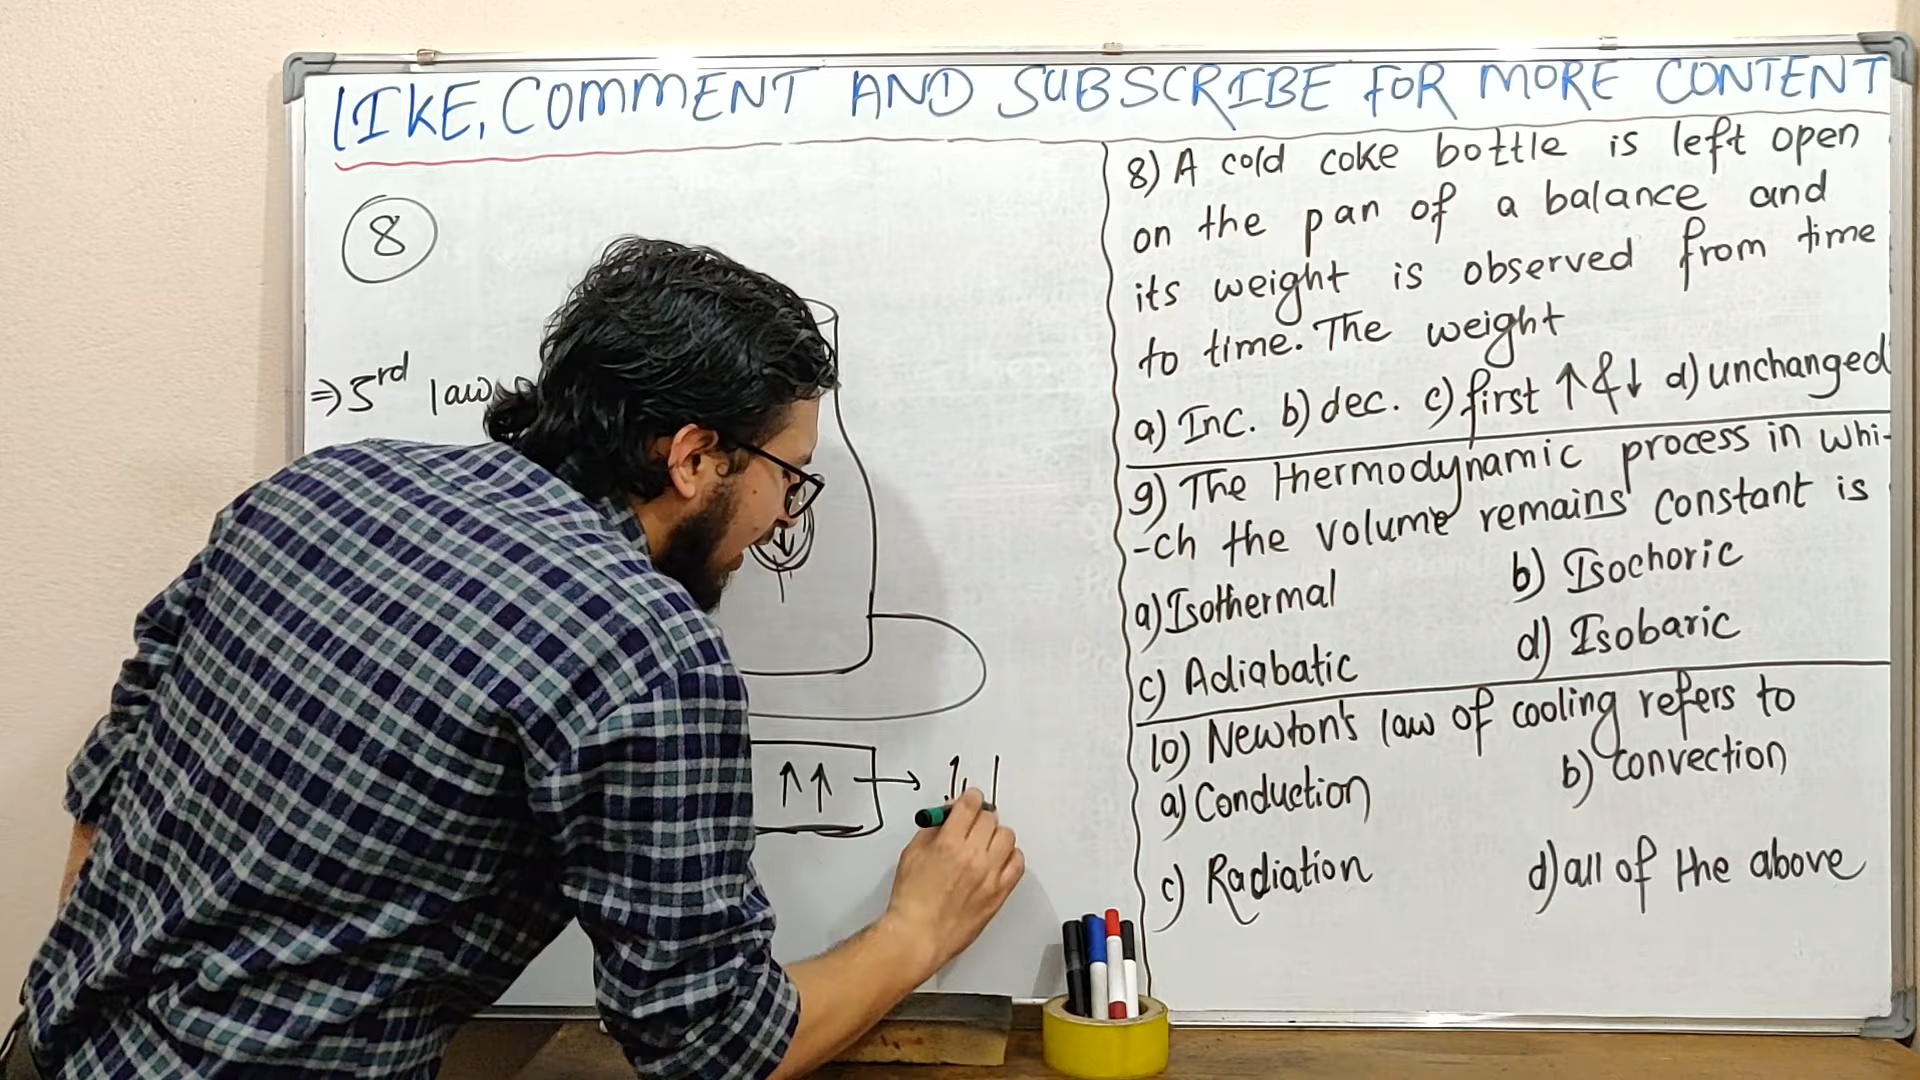 LIKE, COMMENT AND SUBSCRIBE FOR MORE CONTENT
8
⇒ 3rd law
↑↑ →
8) A cold coke bottle is left open
on the pan of a balance and
its weight is observed from time
to time. The weight
a) Inc. b) dec. c) first ↑ & ↓ d) unchanged
9) The thermodynamic process in whi-
-ch the volume remains constant is
a) Isothermal b) Isochoric
c) Adiabatic d) Isobaric
10) Newton's law of cooling refers to
a) Conduction b) Convection
c) Radiation d) all of the above